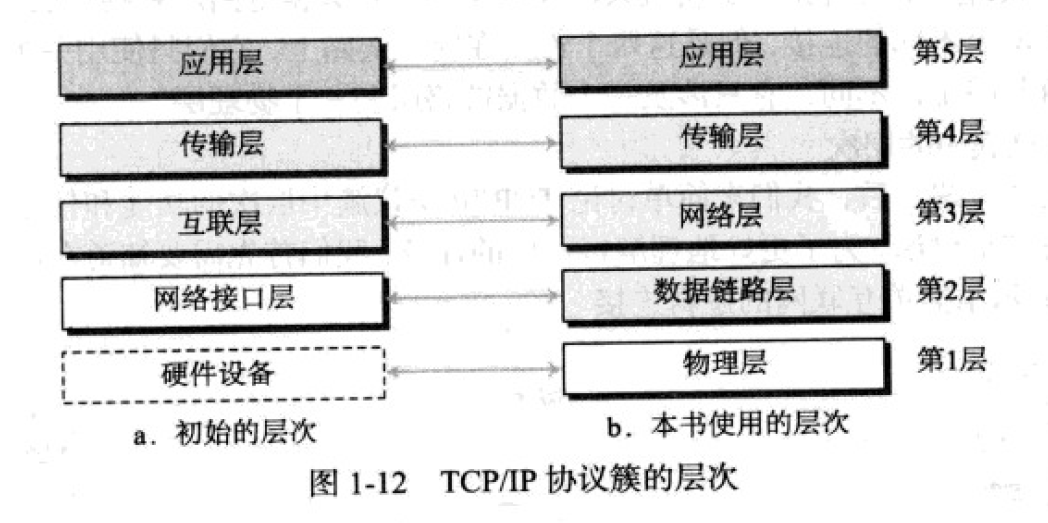 应用层 应用层 第5层
传输层 传输层 第4层
互联层 网络层 第3层
网络接口层 数据链路层 第2层
硬件设备 物理层 第1层
a. 初始的层次 b. 本书使用的层次
图 1-12 TCP/IP 协议簇的层次